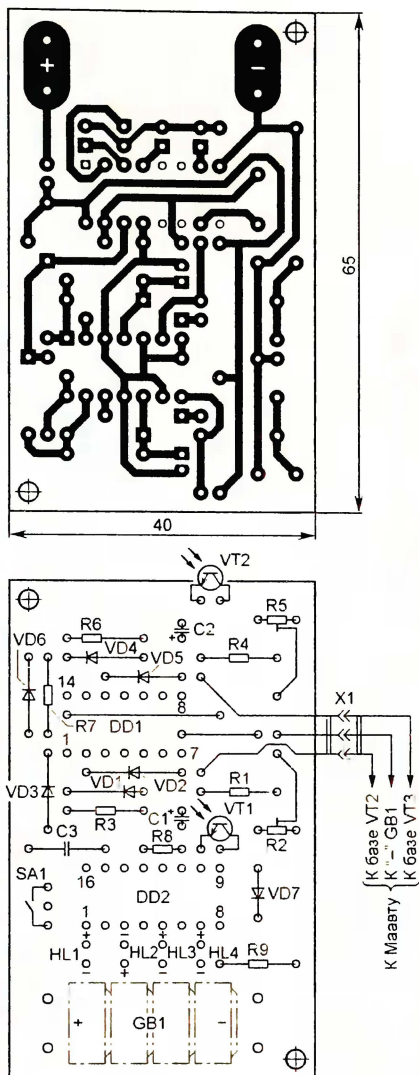 +
−
65
40
VT2
R6
C2
R5
VD6
VD4
VD5
R4
14
R7
DD1
8
X1
1
7
VD3
VD1
VD2
R1
R3
C1
VT1
R2
C3
R8
SA1
16
9
DD2
VD7
1
8
+
−
+
+
HL1
HL2
HL3
HL4
R9
−
+
−
−
+
GB1
−
К Маавту
К базе VT2
К "–" GB1
К базе VT3